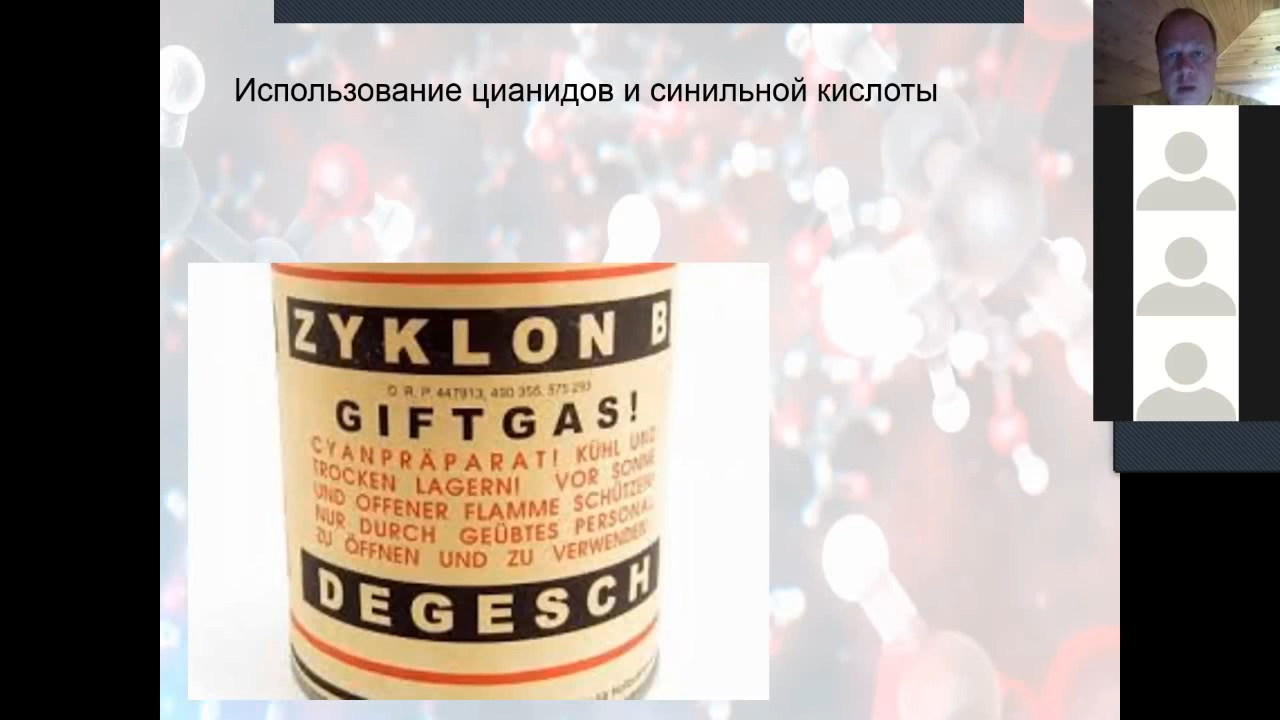 Использование цианидов и синильной кислоты
ZYKLON B
D. R. P. 447913, 490 355, 575 293
GIFTGAS!
CYANPRÄPARAT! KÜHL UND
TROCKEN LAGERN! VOR SONNE
UND OFFENER FLAMME SCHÜTZEN!
NUR DURCH GEÜBTES PERSONAL
ZU ÖFFNEN UND ZU VERWENDEN
DEGESCH